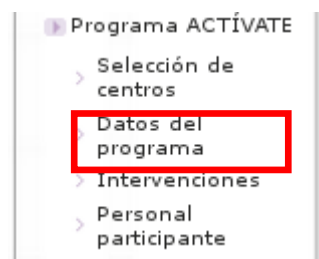 Programa ACTÍVATE
Selección de
centros
Datos del
programa
Intervenciones
Personal
participante